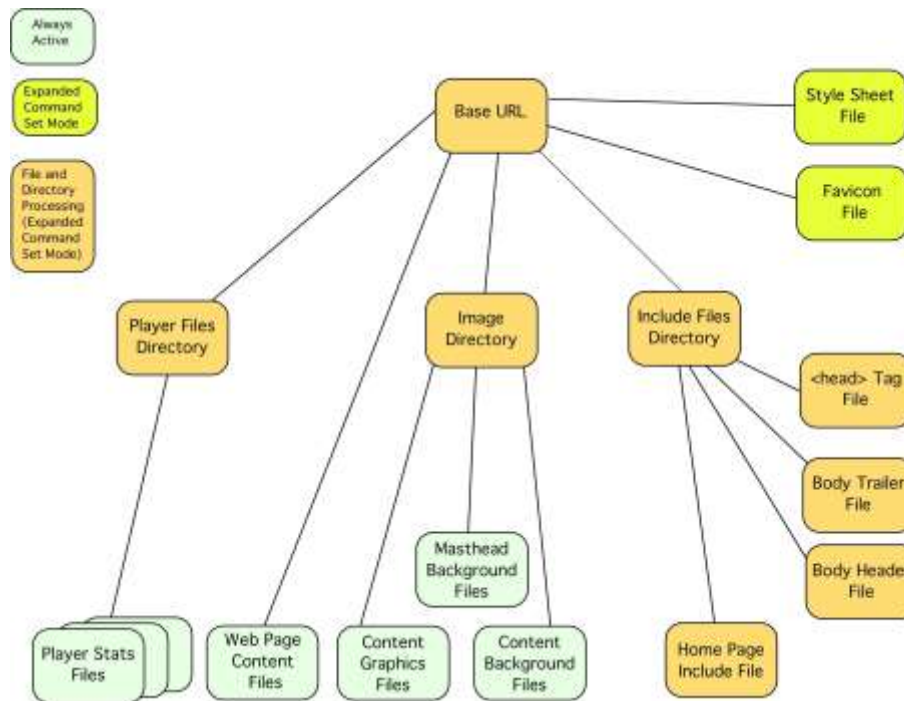 Always
Active
Expanded
Command
Set Mode
File and
Directory
Processing
(Expanded
Command
Set Mode)
Base URL
Style Sheet
File
Favicon
File
Player Files
Directory
Image
Directory
Include Files
Directory
<head> Tag
File
Body Trailer
File
Body Heade
File
Masthead
Background
Files
Player Stats
Files
Web Page
Content
Files
Content
Graphics
Files
Content
Background
Files
Home Page
Include File